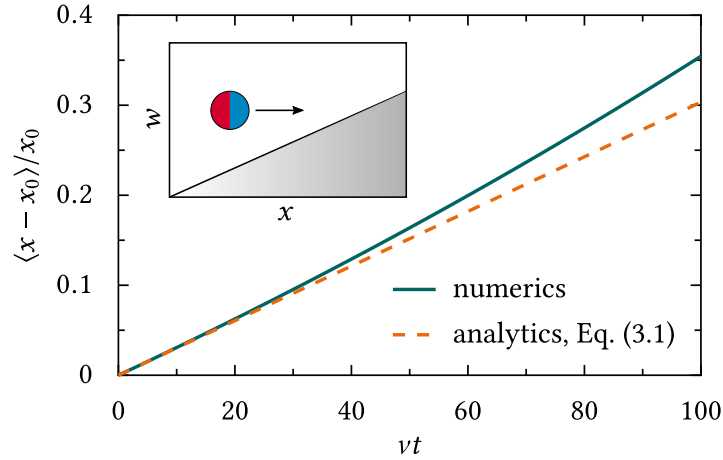 0.4
0.3
0.2
0.1
0
⟨x − x₀⟩/x₀
w
x
numerics
analytics, Eq. (3.1)
0 20 40 60 80 100
νt